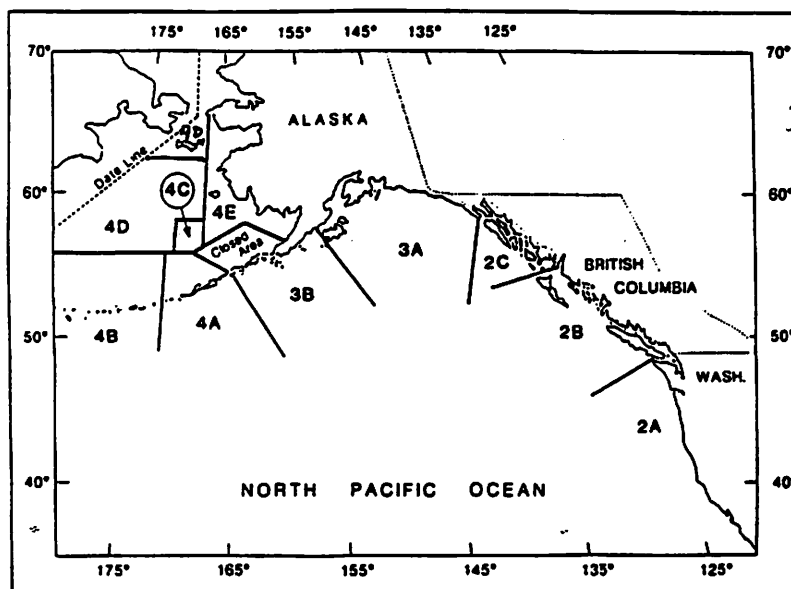 175° 165° 155° 145° 135° 125°
70° 70°
ALASKA
Date Line
60° 60°
4C
4E
4D
Closed
Area
3A
2C
BRITISH
COLUMBIA
3B
4A
4B
50° 50°
2B
WASH.
2A
40° 40°
NORTH PACIFIC OCEAN
175° 165° 155° 145° 135° 125°